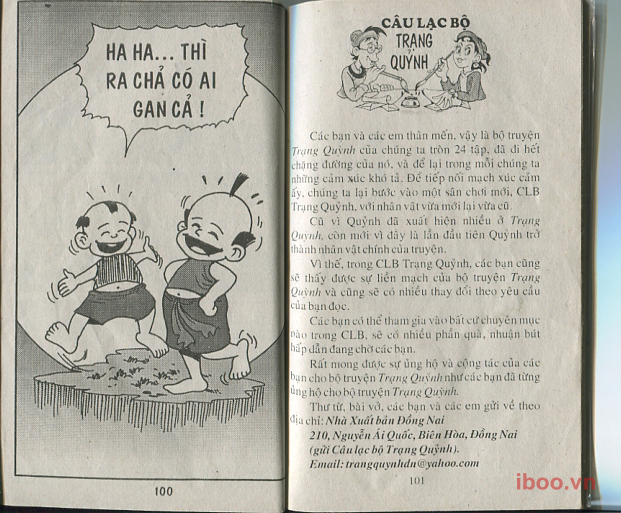 HA HA... THÌ
RA CHẢ CÓ AI
GAN CẢ !
100
CÂU LẠC BỘ
TRẠNG
QUỶNH
Các bạn và các em thân mến, vậy là bộ truyện
Trạng Quỷnh của chúng ta tròn 24 tập, đã đi hết
chặng đường của nó, và để lại trong mỗi chúng ta
những cảm xúc khó tả. Để tiếp nối mạch xúc cảm
ấy, chúng ta lại bước vào một sân chơi mới, CLB
Trạng Quỷnh, với nhân vật vừa mới lại vừa cũ.
Cũ vì Quỷnh đã xuất hiện nhiều ở Trạng
Quỷnh, còn mới vì đây là lần đầu tiên Quỷnh trở
thành nhân vật chính của truyện.
Vì thế, trong CLB Trạng Quỷnh, các bạn cũng
sẽ thấy được sự liền mạch của bộ truyện Trạng
Quỷnh và cũng sẽ có nhiều thay đổi theo yêu cầu
của bạn đọc.
Các bạn có thể tham gia vào bất cứ chuyên mục
nào trong CLB, sẽ có nhiều phần quà, nhuận bút
hấp dẫn đang chờ các bạn.
Rất mong được sự ủng hộ và cộng tác của các
bạn cho bộ truyện Trạng Quỷnh như các bạn đã từng
ủng hộ cho bộ truyện Trạng Quỷnh.
Thư từ, bài vở, các bạn và các em gửi về theo
địa chỉ: Nhà Xuất bản Đồng Nai
210, Nguyễn Ái Quốc, Biên Hòa, Đồng Nai
(gửi Câu lạc bộ Trạng Quỷnh).
Email: trangquynhdn@yahoo.com
101
iboo.vn